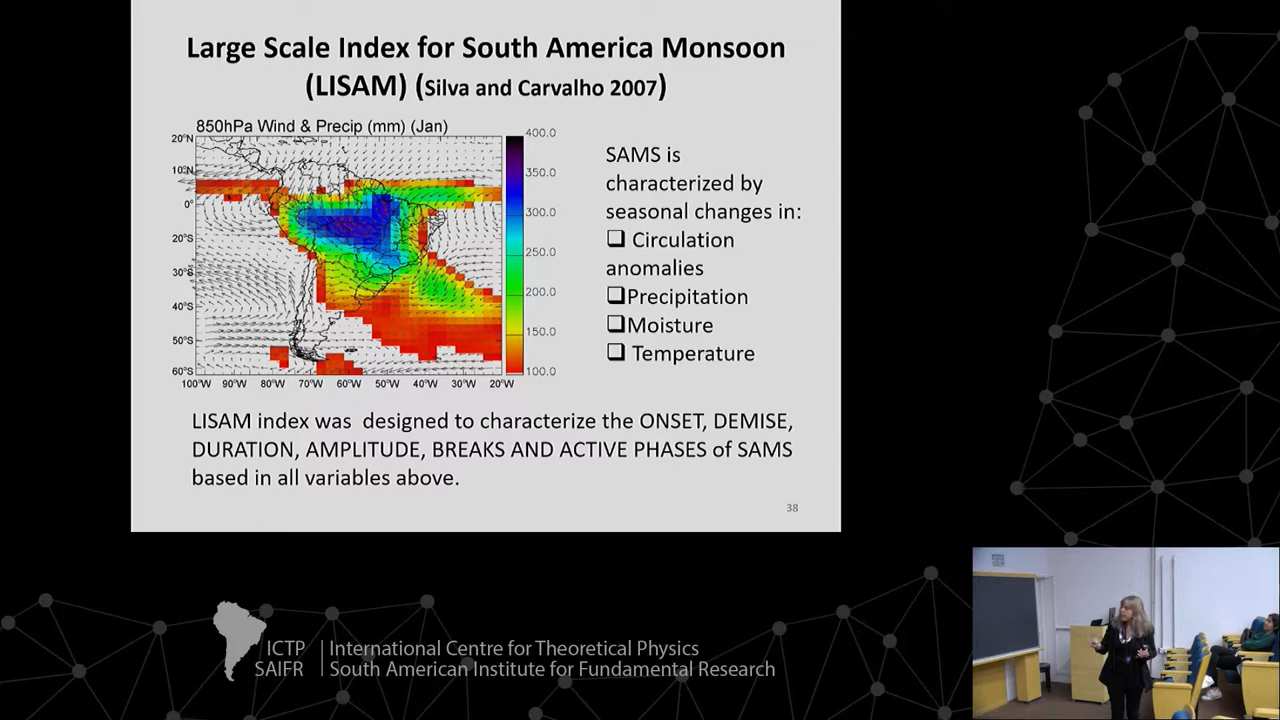 Large Scale Index for South America Monsoon
(LISAM) (Silva and Carvalho 2007)
850hPa Wind & Precip (mm) (Jan)
20°N
10°N
0°
20°S
30°S
40°S
50°S
60°S
100°W 90°W 80°W 70°W 60°W 50°W 40°W 30°W 20°W
400.0
350.0
300.0
250.0
200.0
150.0
100.0
SAMS is
characterized by
seasonal changes in:
❑ Circulation
anomalies
❑Precipitation
❑Moisture
❑ Temperature
LISAM index was designed to characterize the ONSET, DEMISE,
DURATION, AMPLITUDE, BREAKS AND ACTIVE PHASES of SAMS
based in all variables above.
38
ICTP
SAIFR
International Centre for Theoretical Physics
South American Institute for Fundamental Research